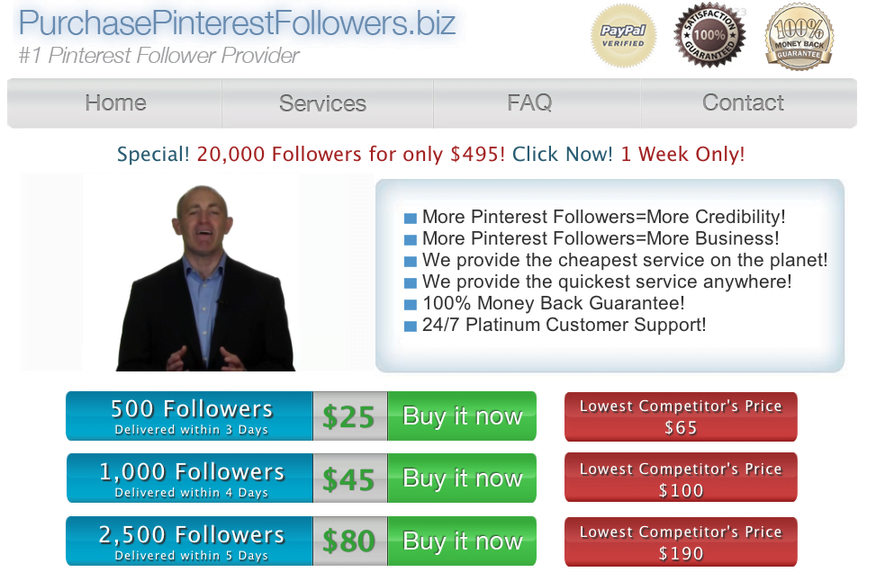 PurchasePinterestFollowers.biz
#1 Pinterest Follower Provider
PayPal
VERIFIED
SATISFACTION
100%
GUARANTEED
100%
MONEY BACK
GUARANTEE
Home
Services
FAQ
Contact
Special! 20,000 Followers for only $495! Click Now! 1 Week Only!
More Pinterest Followers=More Credibility!
More Pinterest Followers=More Business!
We provide the cheapest service on the planet!
We provide the quickest service anywhere!
100% Money Back Guarantee!
24/7 Platinum Customer Support!
500 Followers
Delivered within 3 Days
$25
Buy it now
Lowest Competitor's Price
$65
1,000 Followers
Delivered within 4 Days
$45
Buy it now
Lowest Competitor's Price
$100
2,500 Followers
Delivered within 5 Days
$80
Buy it now
Lowest Competitor's Price
$190